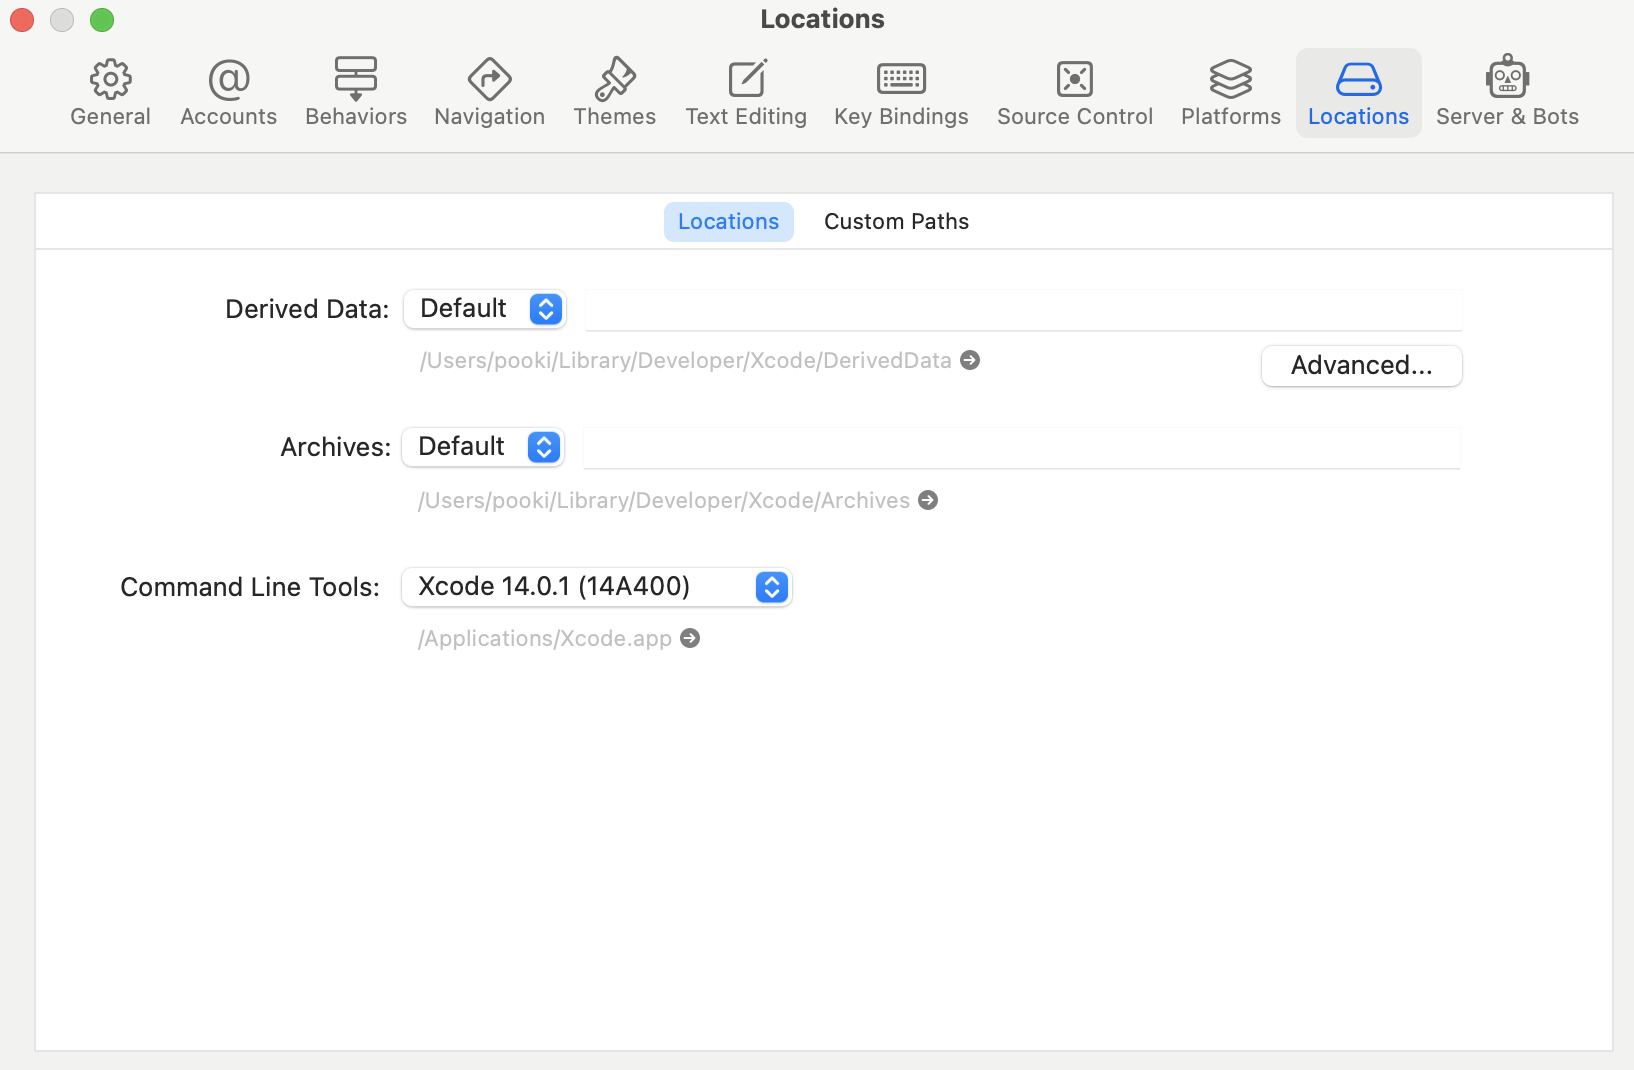 Locations
General Accounts Behaviors Navigation Themes Text Editing Key Bindings Source Control Platforms Locations Server & Bots
Locations Custom Paths
Derived Data: Default
/Users/pooki/Library/Developer/Xcode/DerivedData
Advanced...
Archives: Default
/Users/pooki/Library/Developer/Xcode/Archives
Command Line Tools: Xcode 14.0.1 (14A400)
/Applications/Xcode.app